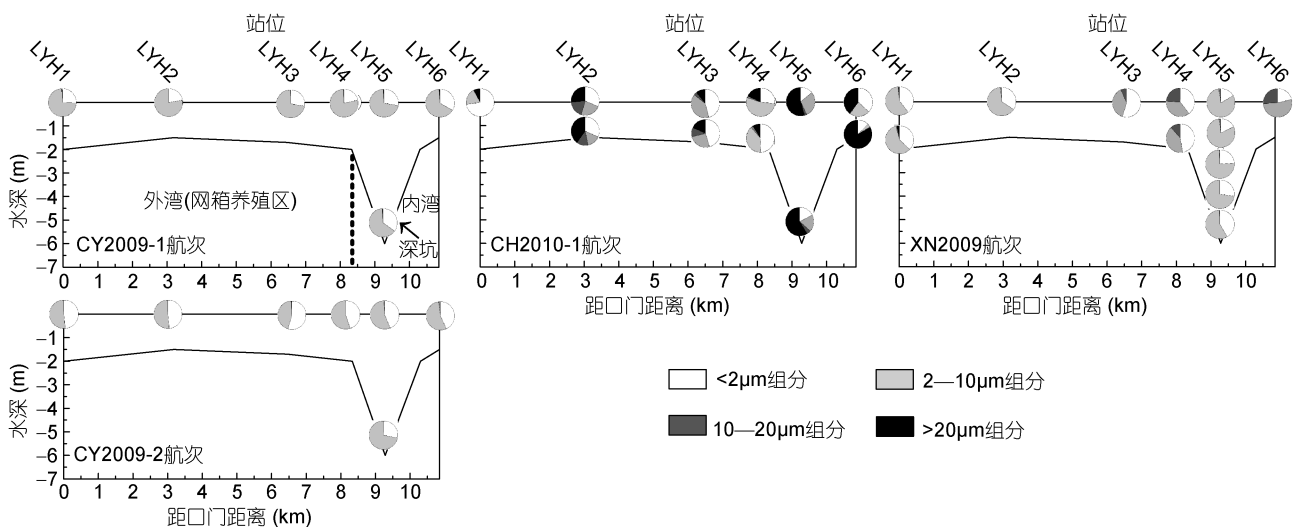 站位
站位
站位
LYH1 LYH2 LYH3 LYH4 LYH5 LYH6
LYH1 LYH2 LYH3 LYH4 LYH5 LYH6
LYH1 LYH2 LYH3 LYH4 LYH5 LYH6
水深 (m)
−1
−2
−3
−4
−5
−6
−7
外湾(网箱养殖区)
内湾
深坑
CY2009-1航次
CH2010-1航次
XN2009航次
0 1 2 3 4 5 6 7 8 9 10
0 1 2 3 4 5 6 7 8 9 10
0 1 2 3 4 5 6 7 8 9 10
距口门距离 (km)
距口门距离 (km)
水深 (m)
−1
−2
−3
−4
−5
−6
−7
CY2009-2航次
0 1 2 3 4 5 6 7 8 9 10
距口门距离 (km)
<2μm组分
2—10μm组分
10—20μm组分
>20μm组分